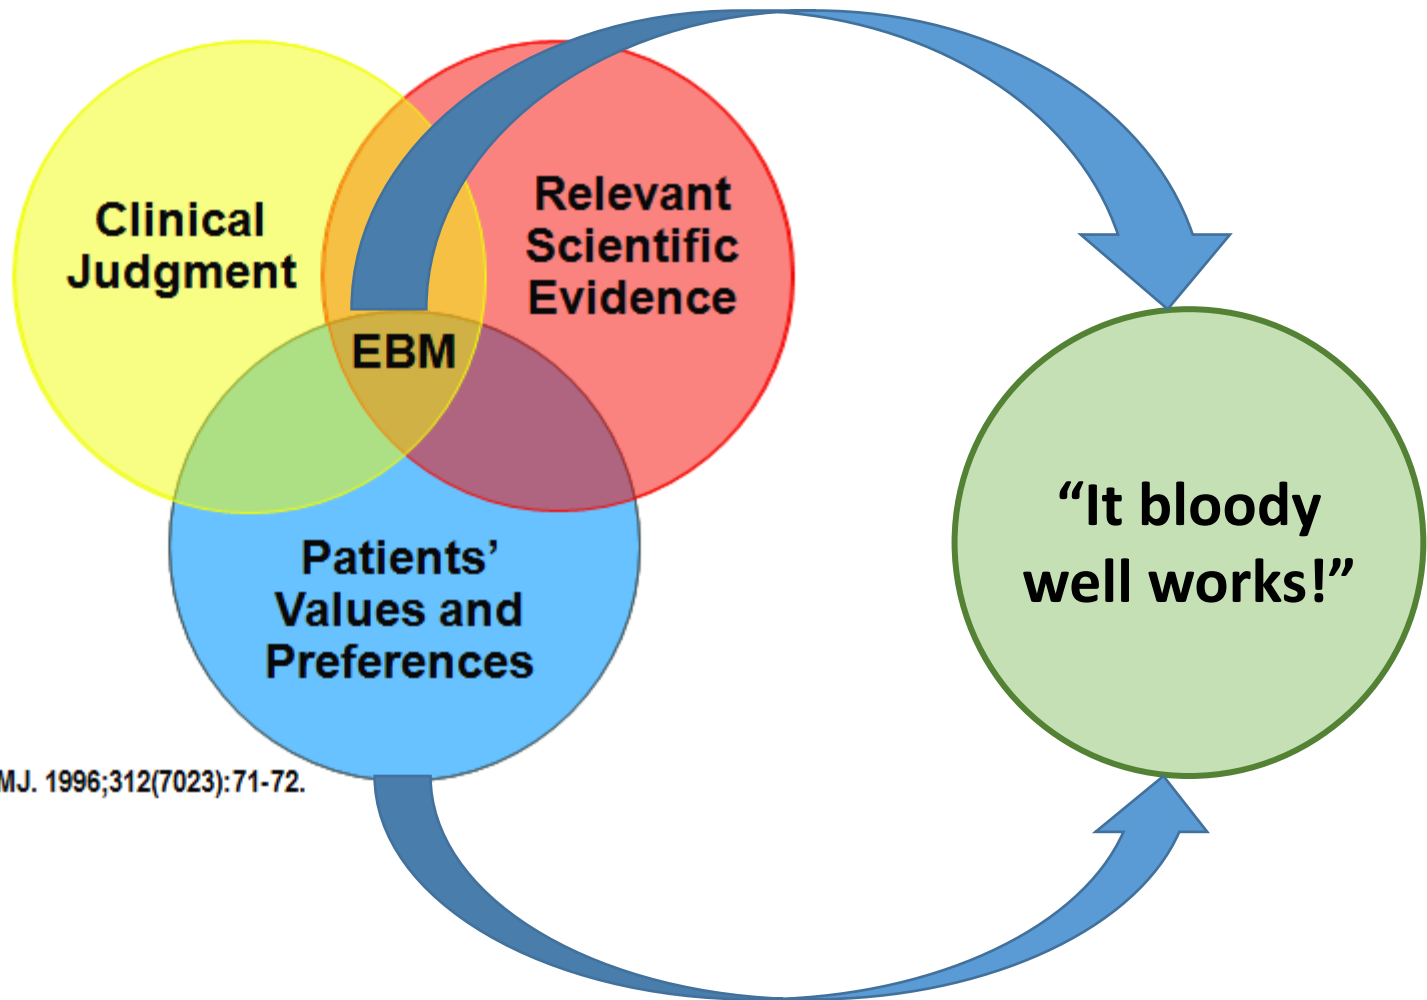 Clinical
Judgment
Relevant
Scientific
Evidence
EBM
Patients’
Values and
Preferences
“It bloody
well works!”
MJ. 1996;312(7023):71-72.